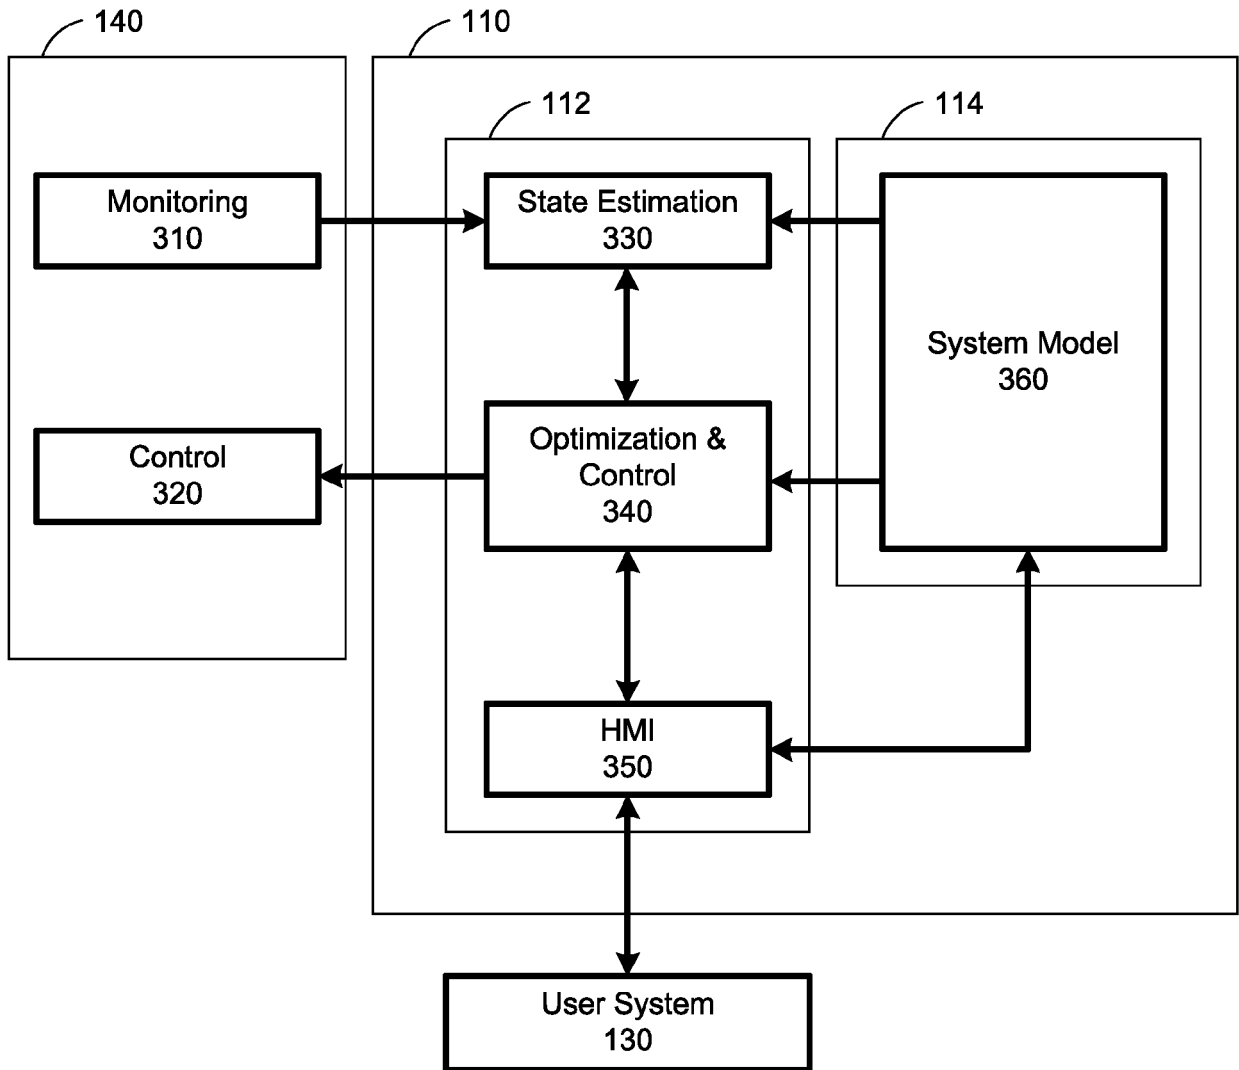 140
110
112
114
Monitoring
310
State Estimation
330
System Model
360
Control
320
Optimization &
Control
340
HMI
350
User System
130